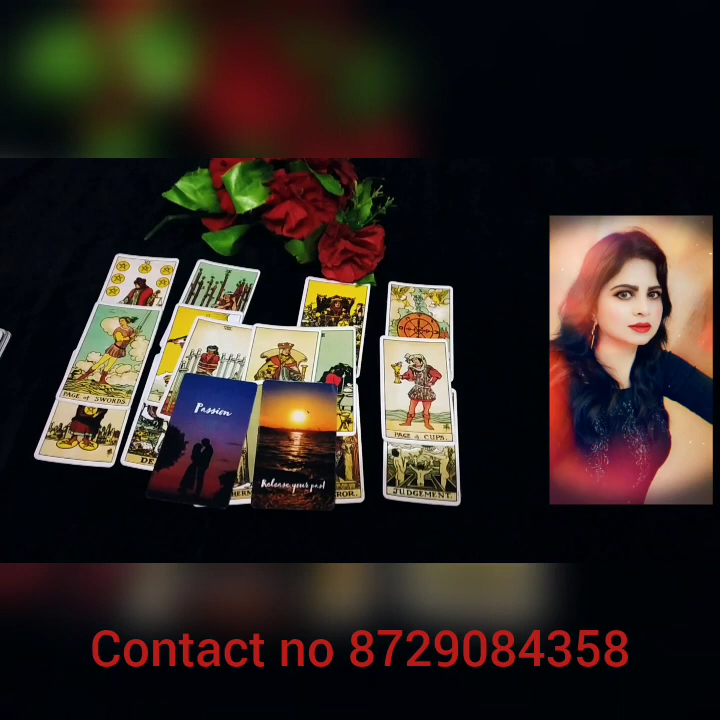 PAGE of SWORDS.
Passion
Release your past
PAGE of CUPS.
JUDGEMENT.
Contact no 8729084358